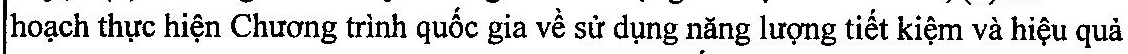 hoạch thực hiện Chương trình quốc gia về sử dụng năng lượng tiết kiệm và hiệu quả